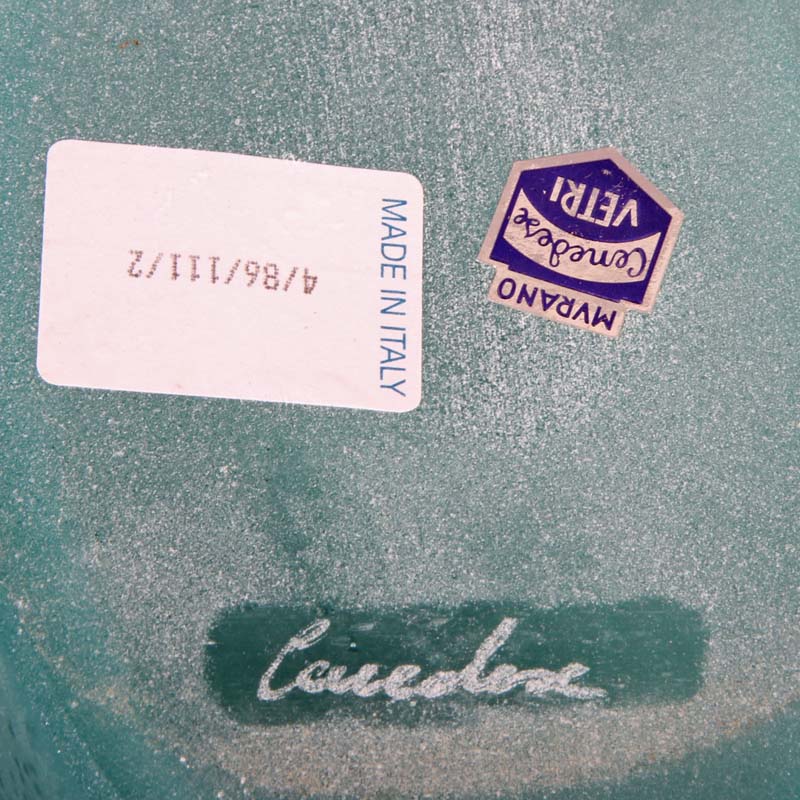 MADE IN ITALY
4/86/111/2
VETRI
Cenedese
MVRANO
Cenedese